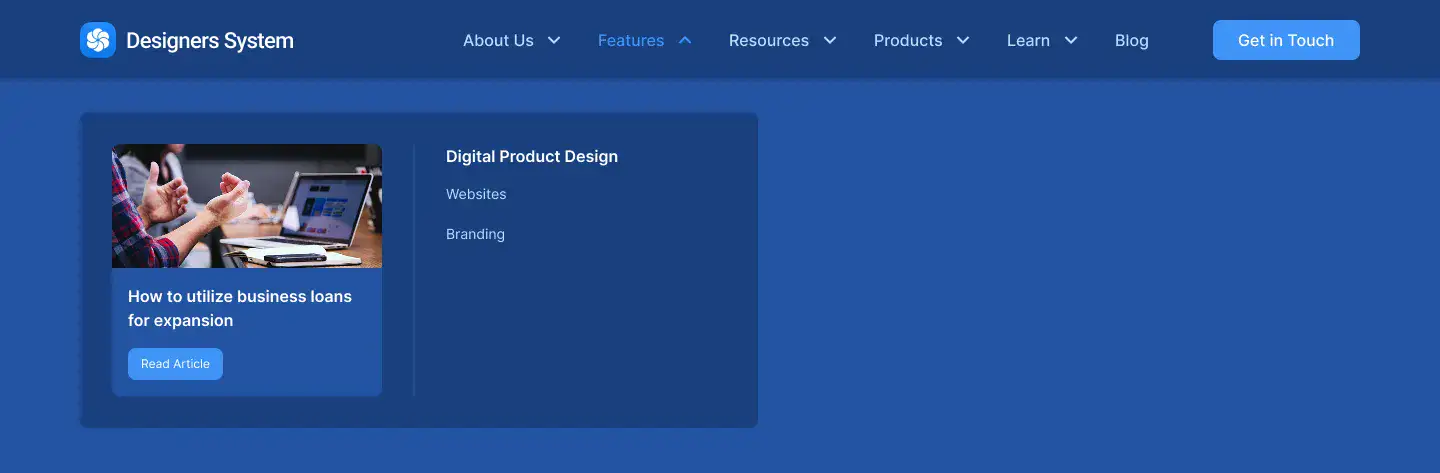 Designers System
About Us
Features
Resources
Products
Learn
Blog
Get in Touch
How to utilize business loans
for expansion
Read Article
Digital Product Design
Websites
Branding